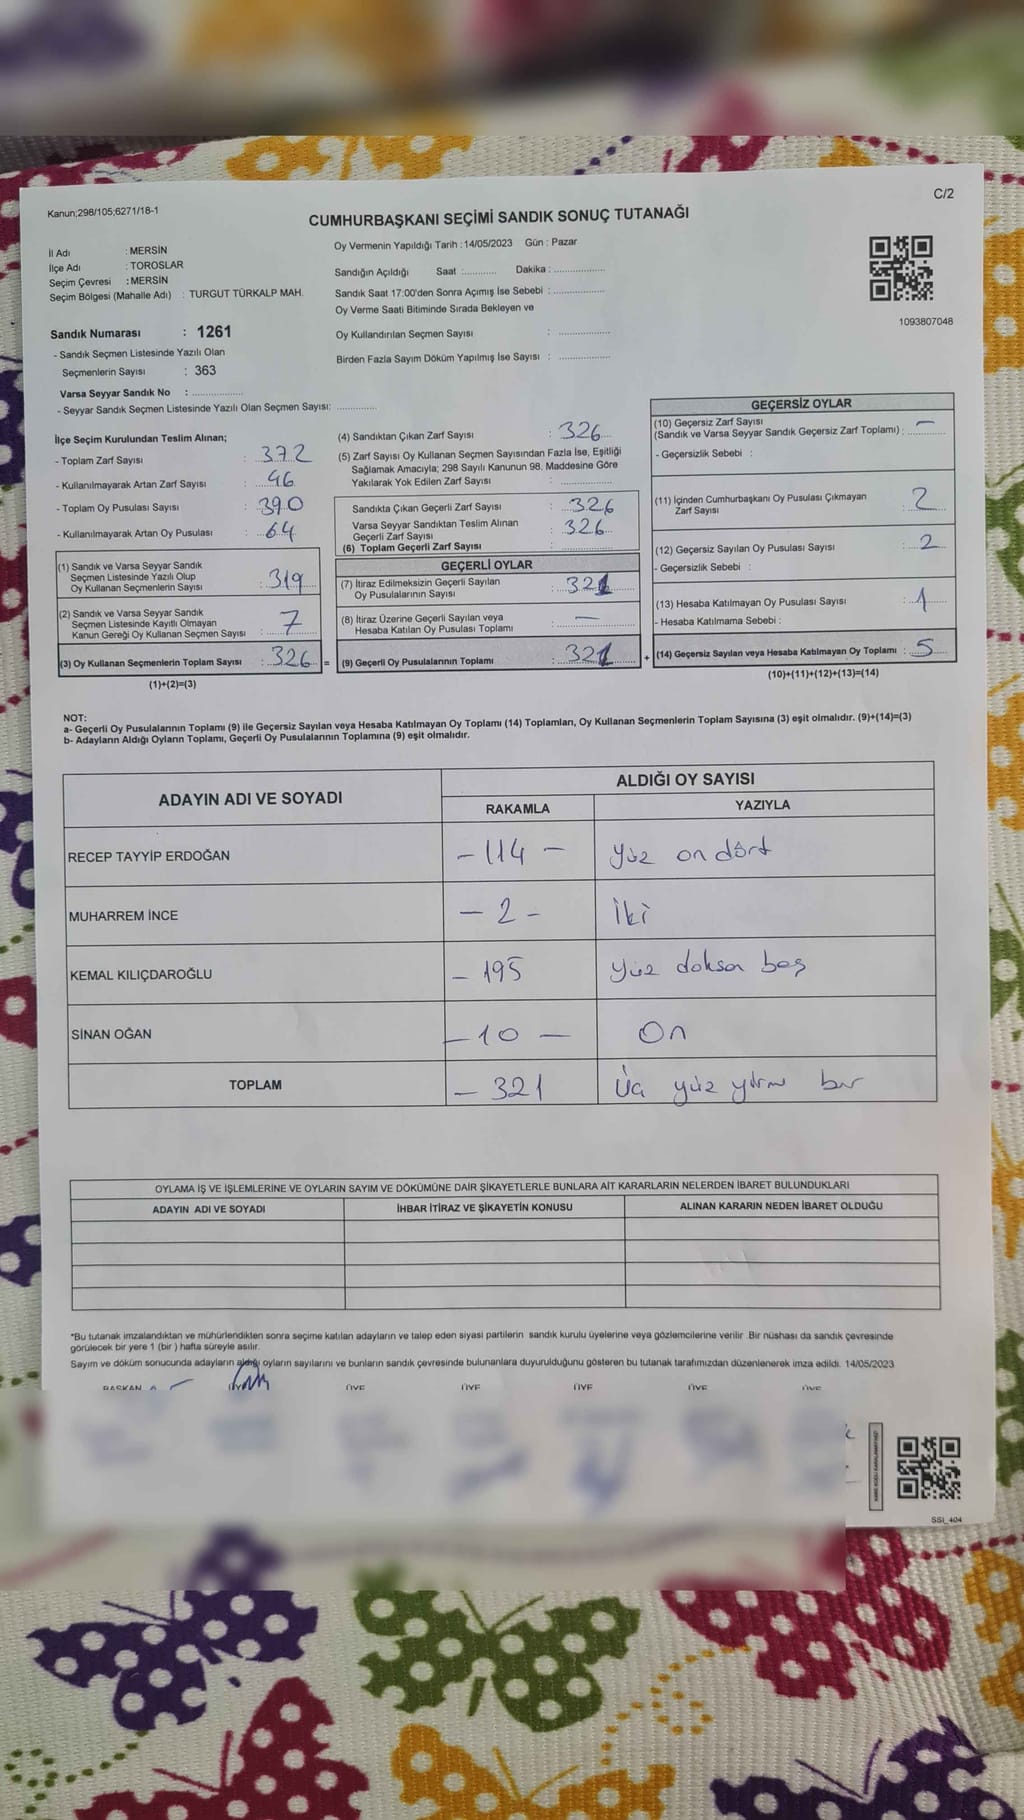 Kanun;298/105;6271/18-1
C/2
CUMHURBAŞKANI SEÇİMİ SANDIK SONUÇ TUTANAĞI
İl Adı : MERSİN
İlçe Adı : TOROSLAR
Seçim Çevresi : MERSİN
Seçim Bölgesi (Mahalle Adı) : TURGUT TÜRKALP MAH.
Sandık Numarası : 1261
- Sandık Seçmen Listesinde Yazılı Olan
Seçmenlerin Sayısı : 363
Varsa Seyyar Sandık No : ....................
- Seyyar Sandık Seçmen Listesinde Yazılı Olan Seçmen Sayısı: ..............
Oy Vermenin Yapıldığı Tarih : 14/05/2023 Gün : Pazar
Sandığın Açıldığı Saat :............ Dakika : ..................
Sandık Saat 17:00'den Sonra Açımış İse Sebebi : ..................
Oy Verme Saati Bitiminde Sırada Bekleyen ve
Oy Kullandırılan Seçmen Sayısı : ..................
Birden Fazla Sayım Döküm Yapılmış İse Sayısı : ..................
1093807048
İlçe Seçim Kurulundan Teslim Alınan;
- Toplam Zarf Sayısı : 372
- Kullanılmayarak Artan Zarf Sayısı : 46
- Toplam Oy Pusulası Sayısı : 390
- Kullanılmayarak Artan Oy Pusulası : 64
(1) Sandık ve Varsa Seyyar Sandık
Seçmen Listesinde Yazılı Olup
Oy Kullanan Seçmenlerin Sayısı : 319
(2) Sandık ve Varsa Seyyar Sandık
Seçmen Listesinde Kayıtlı Olmayan
Kanun Gereği Oy Kullanan Seçmen Sayısı : 7
(3) Oy Kullanan Seçmenlerin Toplam Sayısı : 326 =
(1)+(2)=(3)
(4) Sandıktan Çıkan Zarf Sayısı : 326
(5) Zarf Sayısı Oy Kullanan Seçmen Sayısından Fazla İse, Eşitliği
Sağlamak Amacıyla; 298 Sayılı Kanunun 98. Maddesine Göre
Yakılarak Yok Edilen Zarf Sayısı : ..................
Sandıkta Çıkan Geçerli Zarf Sayısı : 326
Varsa Seyyar Sandıktan Teslim Alınan
Geçerli Zarf Sayısı : 326
(6) Toplam Geçerli Zarf Sayısı : ..................
GEÇERLİ OYLAR
(7) İtiraz Edilmeksizin Geçerli Sayılan
Oy Pusulalarının Sayısı : 321
(8) İtiraz Üzerine Geçerli Sayılan veya
Hesaba Katılan Oy Pusulası Toplamı : —
(9) Geçerli Oy Pusulalarının Toplamı : 321 +
GEÇERSİZ OYLAR
(10) Geçersiz Zarf Sayısı
(Sandık ve Varsa Seyyar Sandık Geçersiz Zarf Toplamı) : —
- Geçersizlik Sebebi :
(11) İçinden Cumhurbaşkanı Oy Pusulası Çıkmayan
Zarf Sayısı : 2
(12) Geçersiz Sayılan Oy Pusulası Sayısı : 2
- Geçersizlik Sebebi :
(13) Hesaba Katılmayan Oy Pusulası Sayısı : 1
- Hesaba Katılmama Sebebi :
(14) Geçersiz Sayılan veya Hesaba Katılmayan Oy Toplamı : 5
(10)+(11)+(12)+(13)=(14)
NOT:
a- Geçerli Oy Pusulalarının Toplamı (9) ile Geçersiz Sayılan veya Hesaba Katılmayan Oy Toplamı (14) Toplamları, Oy Kullanan Seçmenlerin Toplam Sayısına (3) eşit olmalıdır. (9)+(14)=(3)
b- Adayların Aldığı Oyların Toplamı, Geçerli Oy Pusulalarının Toplamına (9) eşit olmalıdır.
ADAYIN ADI VE SOYADI
ALDIĞI OY SAYISI
RAKAMLA YAZIYLA
RECEP TAYYİP ERDOĞAN - 114 - yüz on dört
MUHARREM İNCE - 2 - iki
KEMAL KILIÇDAROĞLU - 195 yüz doksan beş
SİNAN OĞAN - 10 - On
TOPLAM - 321 Üç yüz yirmi bir
OYLAMA İŞ VE İŞLEMLERİNE VE OYLARIN SAYIM VE DÖKÜMÜNE DAİR ŞİKAYETLERLE BUNLARA AİT KARARLARIN NELERDEN İBARET BULUNDUKLARI
ADAYIN ADI VE SOYADI İHBAR İTİRAZ VE ŞİKAYETİN KONUSU ALINAN KARARIN NEDEN İBARET OLDUĞU
*Bu tutanak imzalandıktan ve mühürlendikten sonra seçime katılan adayların ve talep eden siyasi partilerin sandık kurulu üyelerine veya gözlemcilerine verilir .Bir nüshası da sandık çevresinde
görülecek bir yere 1 (bir ) hafta süreyle asılır.
Sayım ve döküm sonucunda adayların aldığı oyların sayılarını ve bunların sandık çevresinde bulunanlara duyurulduğunu gösteren bu tutanak tarafımızdan düzenlenerek imza edildi. 14/05/2023
BAŞKAN ÜYE ÜYE ÜYE ÜYE ÜYE
SSI_404